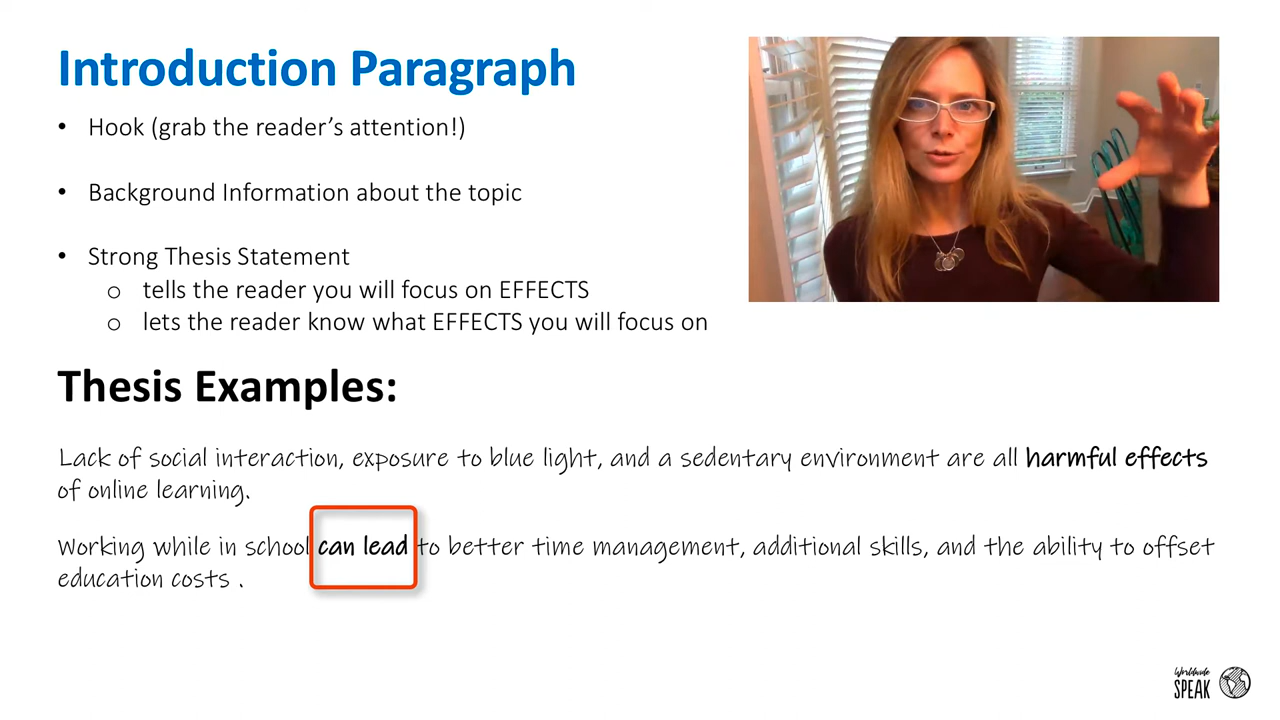 Introduction Paragraph
• Hook (grab the reader's attention!)
• Background Information about the topic
• Strong Thesis Statement
o tells the reader you will focus on EFFECTS
o lets the reader know what EFFECTS you will focus on
Thesis Examples:
Lack of social interaction, exposure to blue light, and a sedentary environment are all harmful effects
of online learning.
Working while in school can lead to better time management, additional skills, and the ability to offset
education costs .
Worldwide
SPEAK